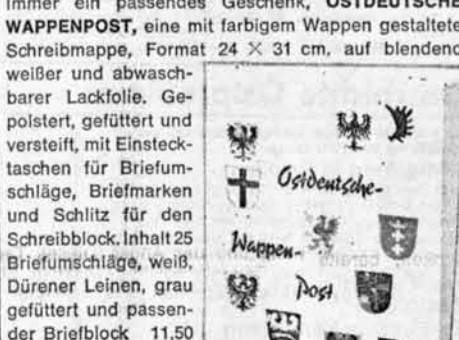 immer ein passendes Geschenk, OSTDEUTSCHE
WAPPENPOST, eine mit farbigem Wappen gestaltete
Schreibmappe, Format 24 × 31 cm, auf blendend
weißer und abwasch-
barer Lackfolie. Ge-
polstert, gefüttert und
versteift, mit Einsteck-
taschen für Briefum-
schläge, Briefmarken
und Schlitz für den
Schreibblock. Inhalt 25
Briefumschläge, weiß,
Dürener Leinen, grau
gefüttert und passen-
der Briefblock 11,50
Ostdeutsche-
Wappen-
Post